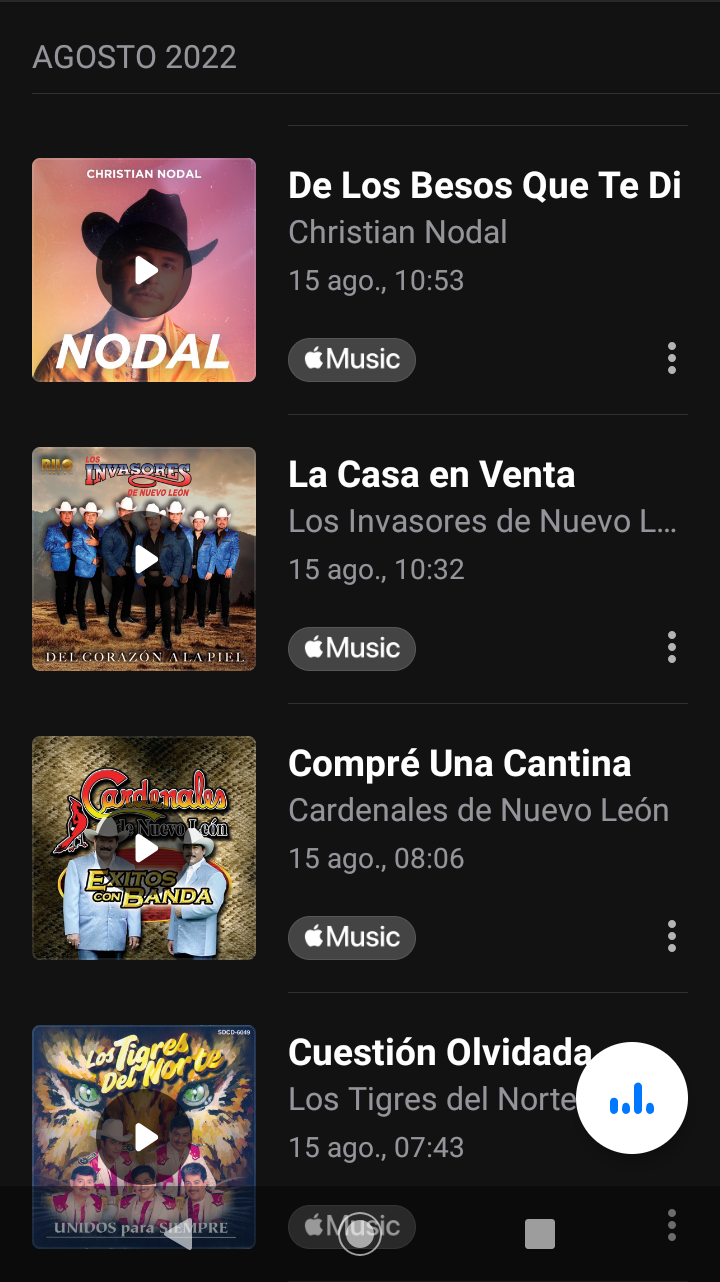 AGOSTO 2022
CHRISTIAN NODAL
NODAL
De Los Besos Que Te Di
Christian Nodal
15 ago., 10:53
Music
LOS
INVASORES
DE NUEVO LEÓN
DEL CORAZÓN A LA PIEL
La Casa en Venta
Los Invasores de Nuevo L...
15 ago., 10:32
Music
Cardenales
de Nuevo León
EXITOS
CON BANDA
Compré Una Cantina
Cardenales de Nuevo León
15 ago., 08:06
Music
SDCD-6049
Los Tigres
Del Norte
UNIDOS para SIEMPRE
Cuestión Olvidada
Los Tigres del Norte
15 ago., 07:43
Music